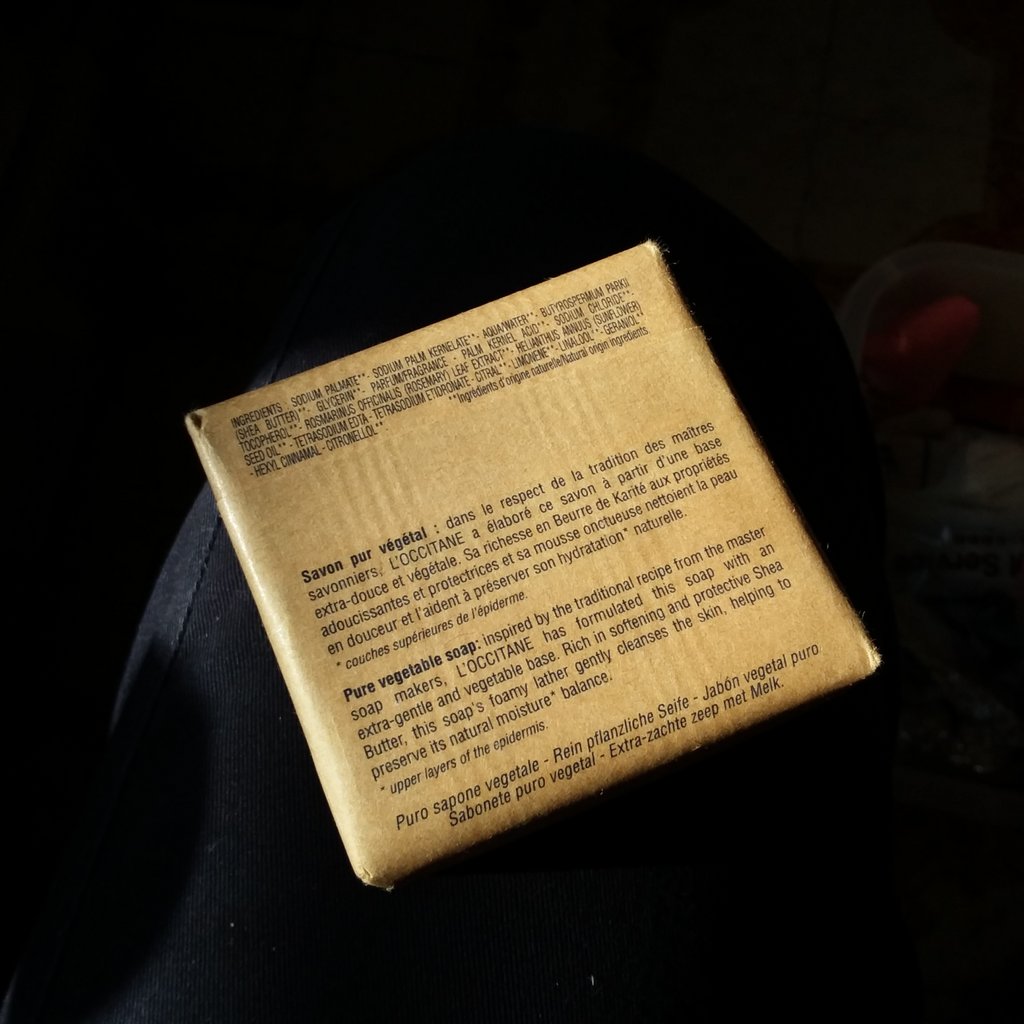 INGREDIENTS : SODIUM PALMATE** - SODIUM PALM KERNELATE** - AQUA/WATER** - BUTYROSPERMUM PARKII
(SHEA BUTTER)** - GLYCERIN** - PARFUM/FRAGRANCE - PALM KERNEL ACID** - SODIUM CHLORIDE** -
TOCOPHEROL** - ROSMARINUS OFFICINALIS (ROSEMARY) LEAF EXTRACT** - HELIANTHUS ANNUUS (SUNFLOWER)
SEED OIL** - TETRASODIUM EDTA - TETRASODIUM ETIDRONATE - CITRAL** - LIMONENE** - LINALOOL** - GERANIOL**
- HEXYL CINNAMAL - CITRONELLOL**
**Ingrédients d'origine naturelle/Natural origin ingredients
Savon pur végétal : dans le respect de la tradition des maîtres
savonniers, L'OCCITANE a élaboré ce savon à partir d'une base
extra-douce et végétale. Sa richesse en Beurre de Karité aux propriétés
adoucissantes et protectrices et sa mousse onctueuse nettoient la peau
en douceur et l'aident à préserver son hydratation* naturelle.
* couches supérieures de l'épiderme.
Pure vegetable soap: inspired by the traditional recipe from the master
soap makers, L'OCCITANE has formulated this soap with an
extra-gentle and vegetable base. Rich in softening and protective Shea
Butter, this soap's foamy lather gently cleanses the skin, helping to
preserve its natural moisture* balance.
* upper layers of the epidermis.
Puro sapone vegetale - Rein pflanzliche Seife - Jabón vegetal puro
Sabonete puro vegetal - Extra-zachte zeep met Melk.